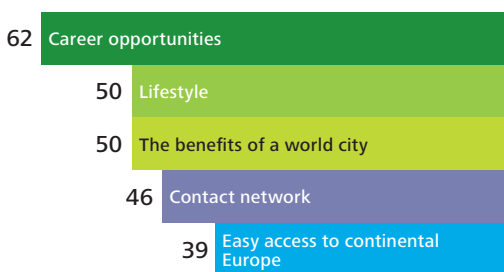 62 Career opportunities
50 Lifestyle
50 The benefits of a world city
46 Contact network
39 Easy access to continental
Europe